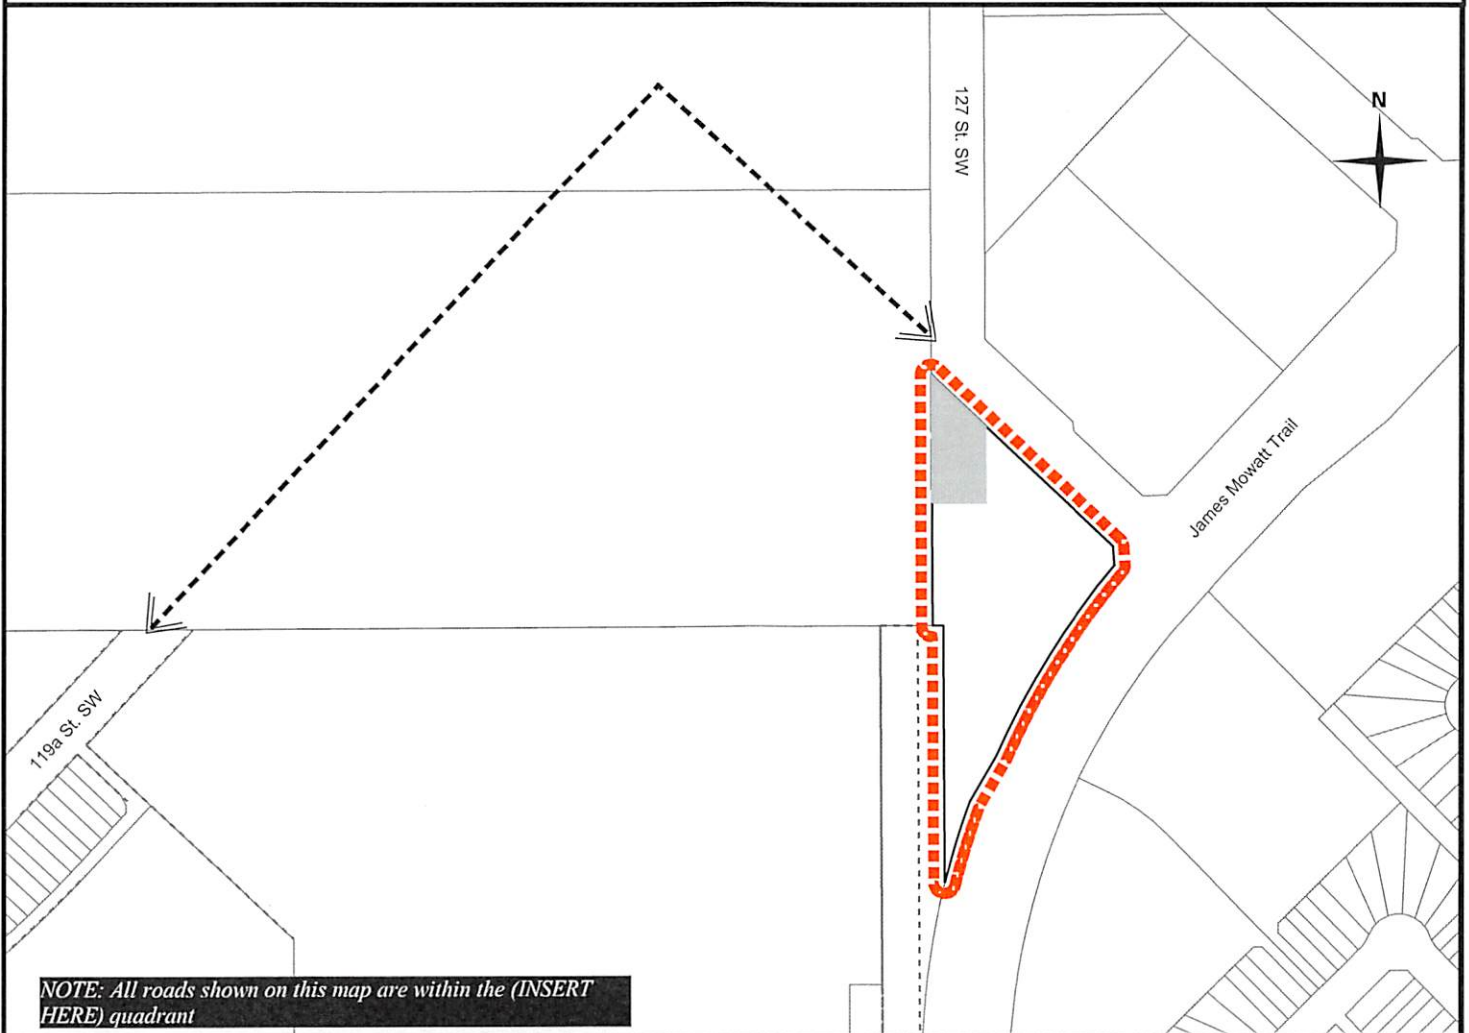 N
127 St. SW
James Mowatt Trail
119a St. SW
NOTE: All roads shown on this map are within the (INSERT
HERE) quadrant